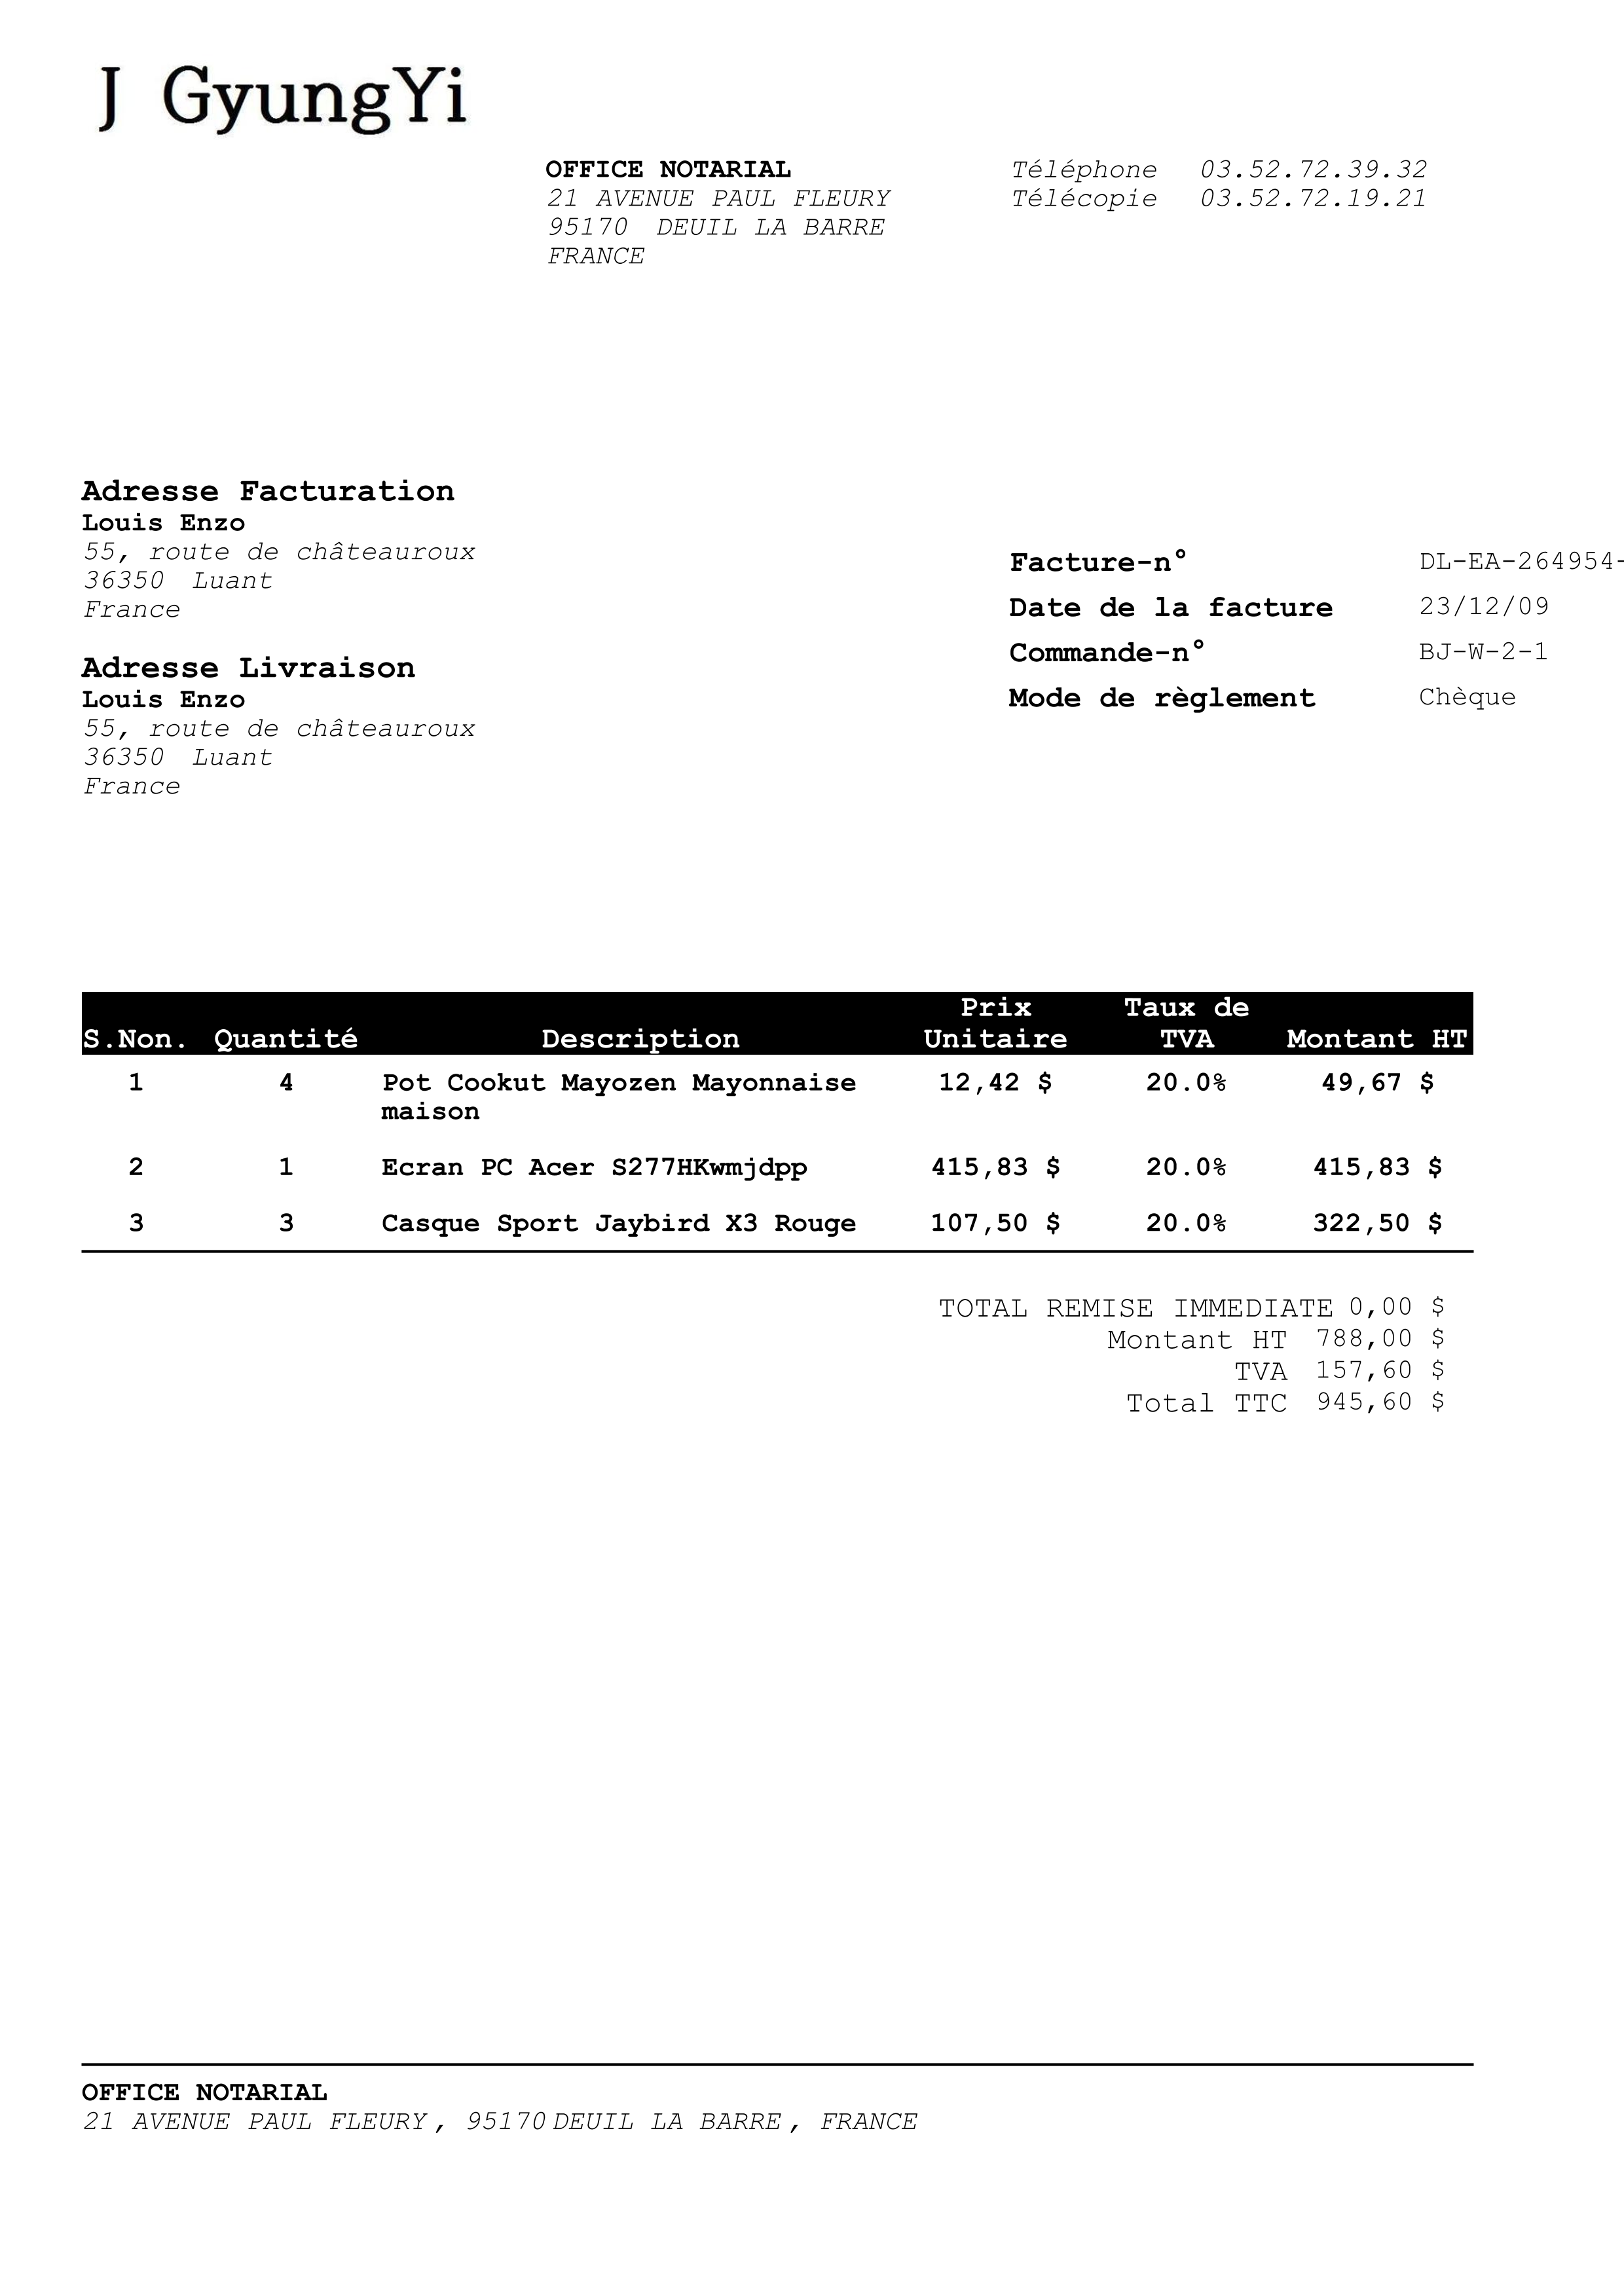 J GyungYi
OFFICE NOTARIAL
21 AVENUE PAUL FLEURY
95170 DEUIL LA BARRE
FRANCE
Téléphone 03.52.72.39.32
Télécopie 03.52.72.19.21
Adresse Facturation
Louis Enzo
55, route de châteauroux
36350 Luant
France
Adresse Livraison
Louis Enzo
55, route de châteauroux
36350 Luant
France
Facture-n° DL-EA-264954-
Date de la facture 23/12/09
Commande-n° BJ-W-2-1
Mode de règlement Chèque
S.Non. Quantité Description Prix Unitaire Taux de TVA Montant HT
1 4 Pot Cookut Mayozen Mayonnaise 12,42 $ 20.0% 49,67 $
maison
2 1 Ecran PC Acer S277HKwmjdpp 415,83 $ 20.0% 415,83 $
3 3 Casque Sport Jaybird X3 Rouge 107,50 $ 20.0% 322,50 $
TOTAL REMISE IMMEDIATE 0,00 $
Montant HT 788,00 $
TVA 157,60 $
Total TTC 945,60 $
OFFICE NOTARIAL
21 AVENUE PAUL FLEURY, 95170 DEUIL LA BARRE, FRANCE